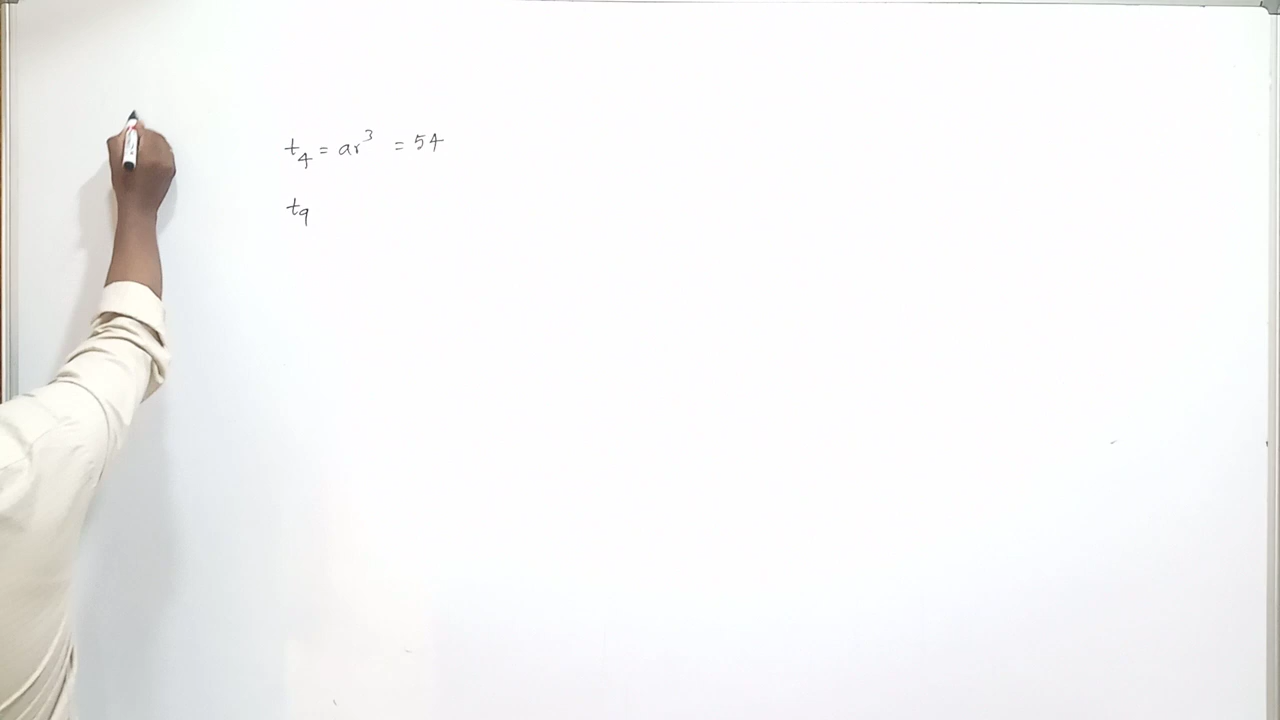 t₄ = ar³ = 54
t₉